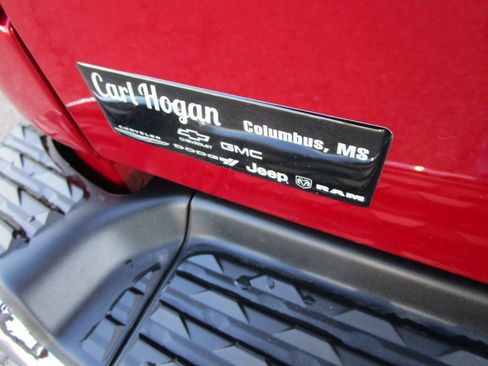 Carl Hogan
Columbus, MS
CHRYSLER CHEVROLET GMC
DODGE Jeep RAM